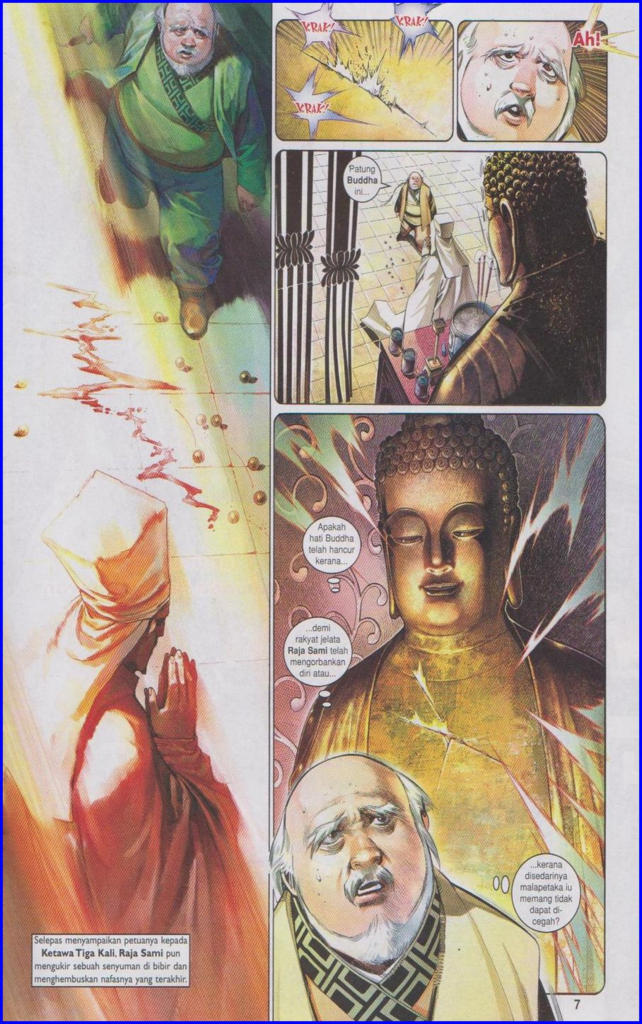 KRAK!
KRAK!
KRAK!
Ah!
Patung
Buddha
ini...
Apakah
hati Buddha
telah hancur
kerana...
...demi
rakyat jelata
Raja Sami telah
mengorbankan
diri atau...
...kerana
disedarinya
malapetaka iu
memang tidak
dapat di-
cegah?
Selepas menyampaikan petuanya kepada
Ketawa Tiga Kali, Raja Sami pun
mengukir sebuah senyuman di bibir dan
menghembuskan nafasnya yang terakhir.
7